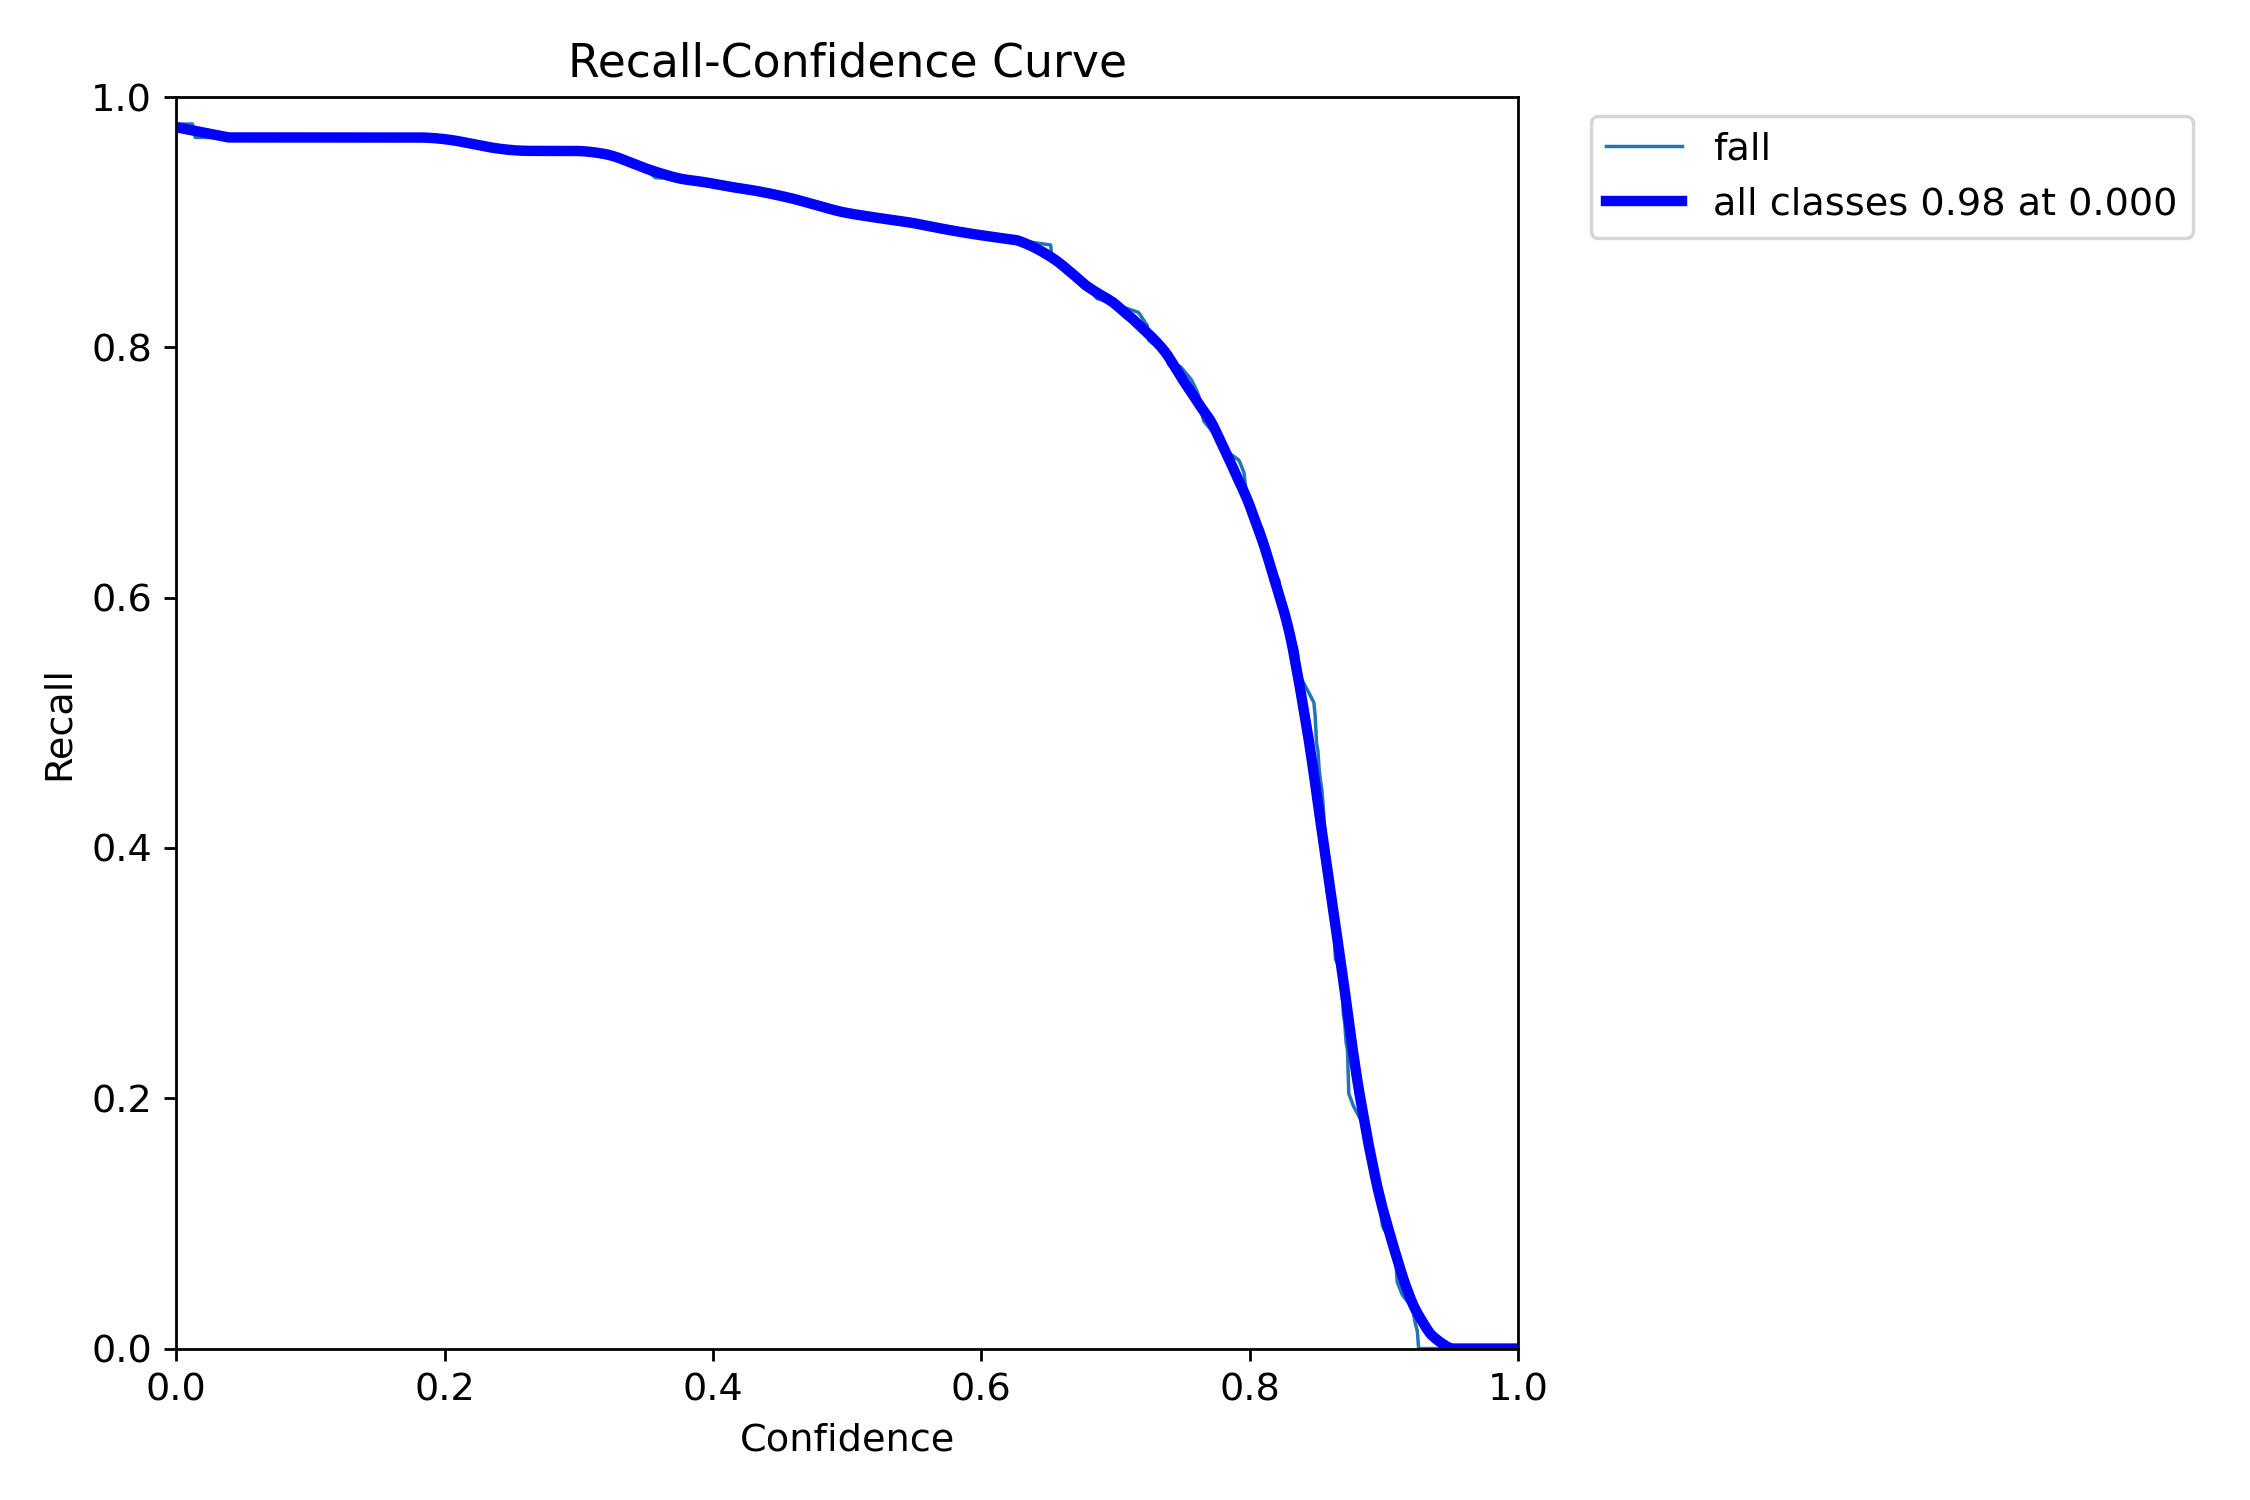 Recall-Confidence Curve
1.0
0.8
0.6
0.4
0.2
0.0
Recall
0.0 0.2 0.4 0.6 0.8 1.0
Confidence
fall
all classes 0.98 at 0.000